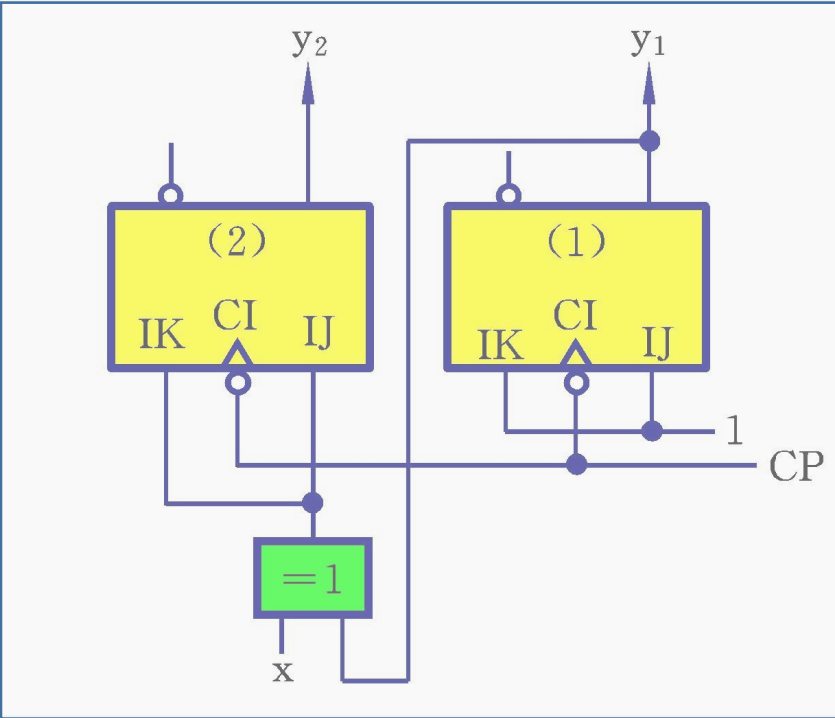 y₂ y₁
(2) (1)
IK CI IJ IK CI IJ
1
CP
=1
x